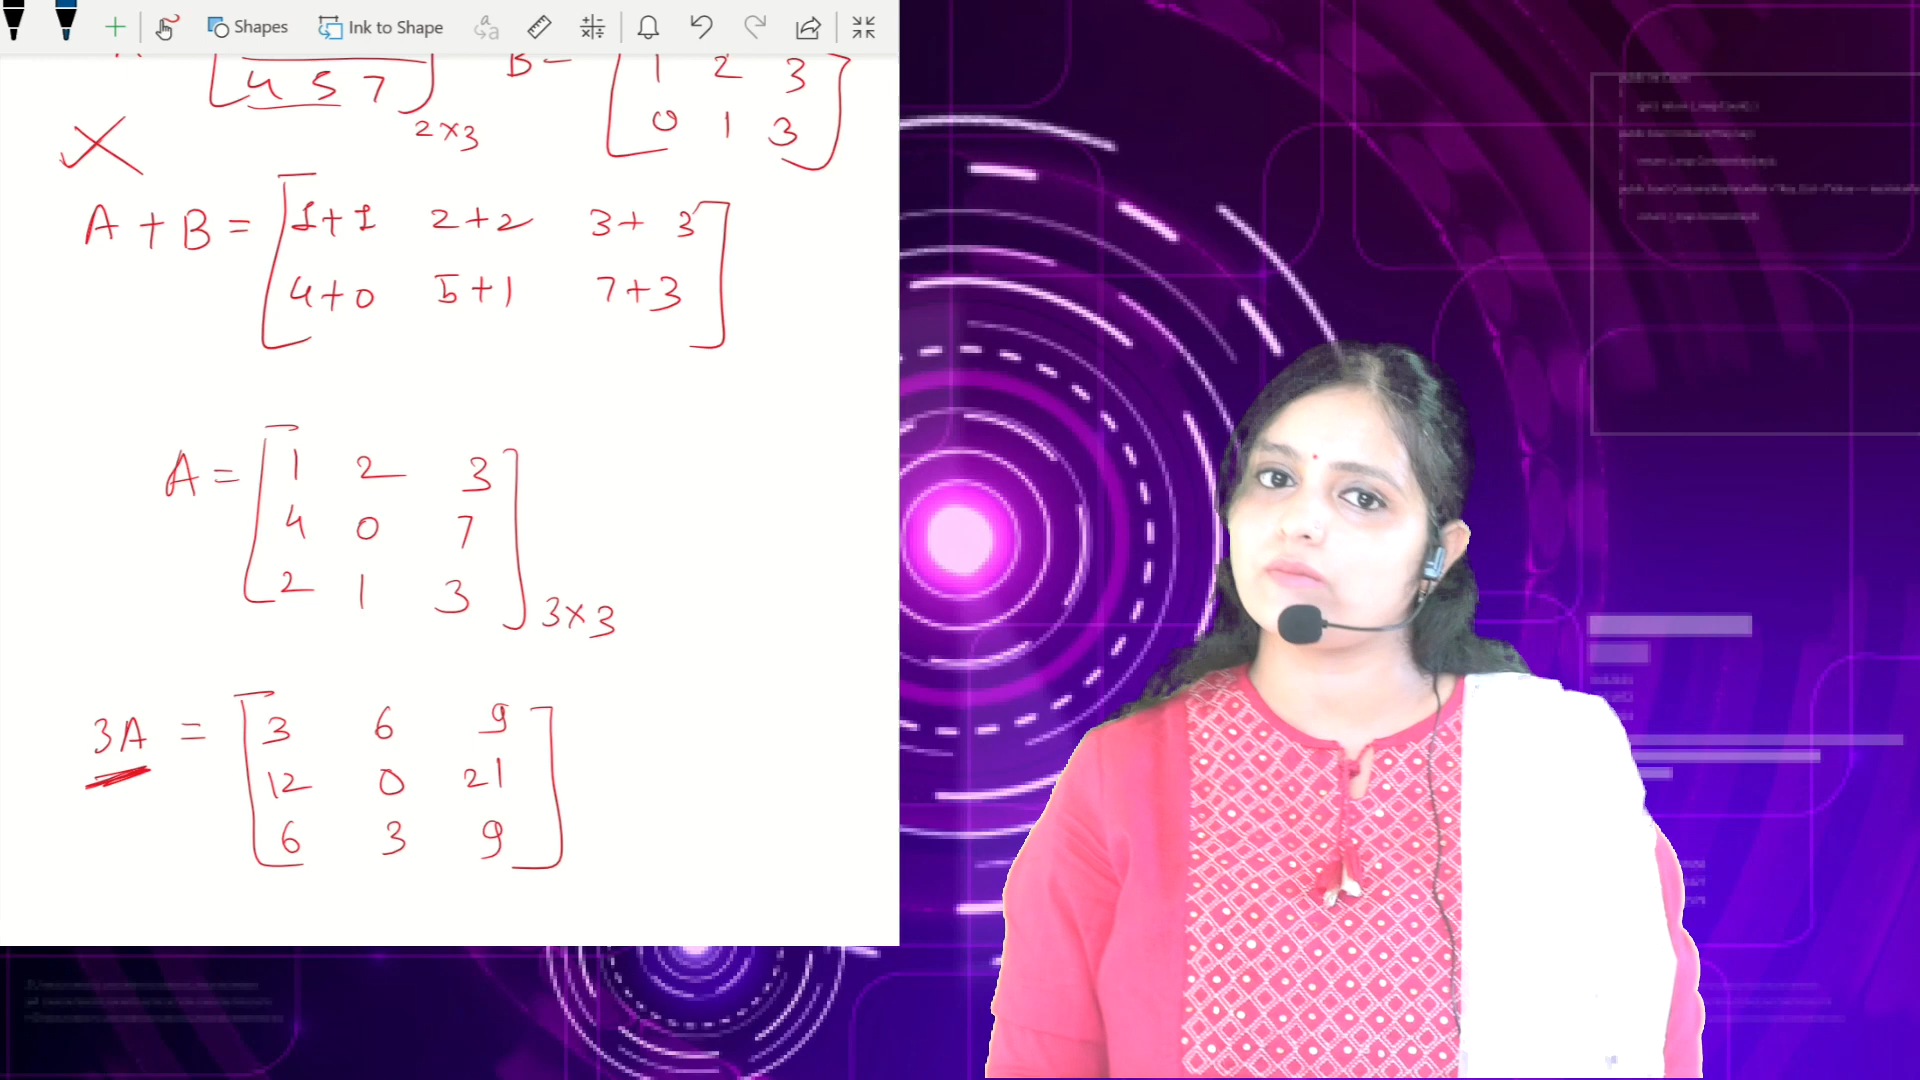 Shapes Ink to Shape
4 5 7
2×3
B =
1 2 3
0 1 3
A + B = 1+1 2+2 3+3
4+0 5+1 7+3
A = 1 2 3
4 0 7
2 1 3
3×3
3A = 3 6 9
12 0 21
6 3 9